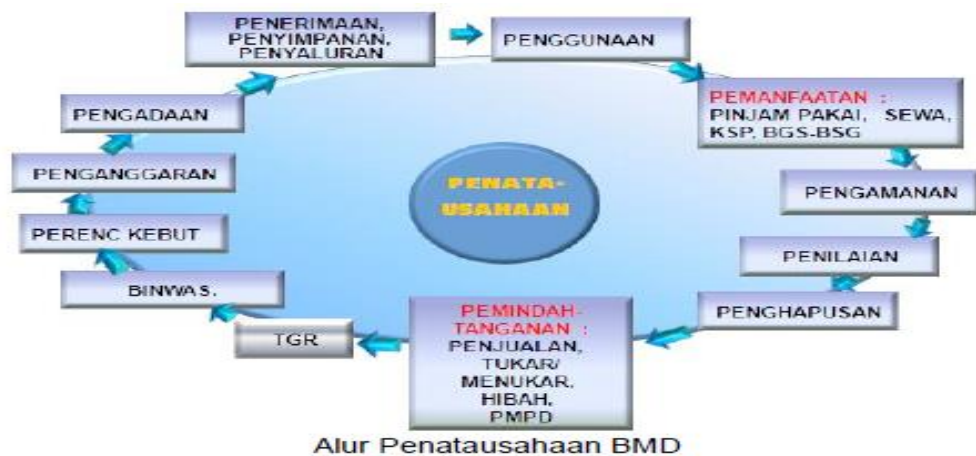 PENERIMAAN,
PENYIMPANAN,
PENYALURAN
PENGGUNAAN
PEMANFAATAN :
PINJAM PAKAI, SEWA,
KSP, BGS-BSG
PENGAMANAN
PENILAIAN
PENGHAPUSAN
PEMINDAH-
TANGANAN :
PENJUALAN,
TUKAR/
MENUKAR,
HIBAH,
PMPD
TGR
BINWAS.
PERENC KEBUT
PENGANGGARAN
PENGADAAN
PENATA-
USAHAAN
Alur Penatausahaan BMD